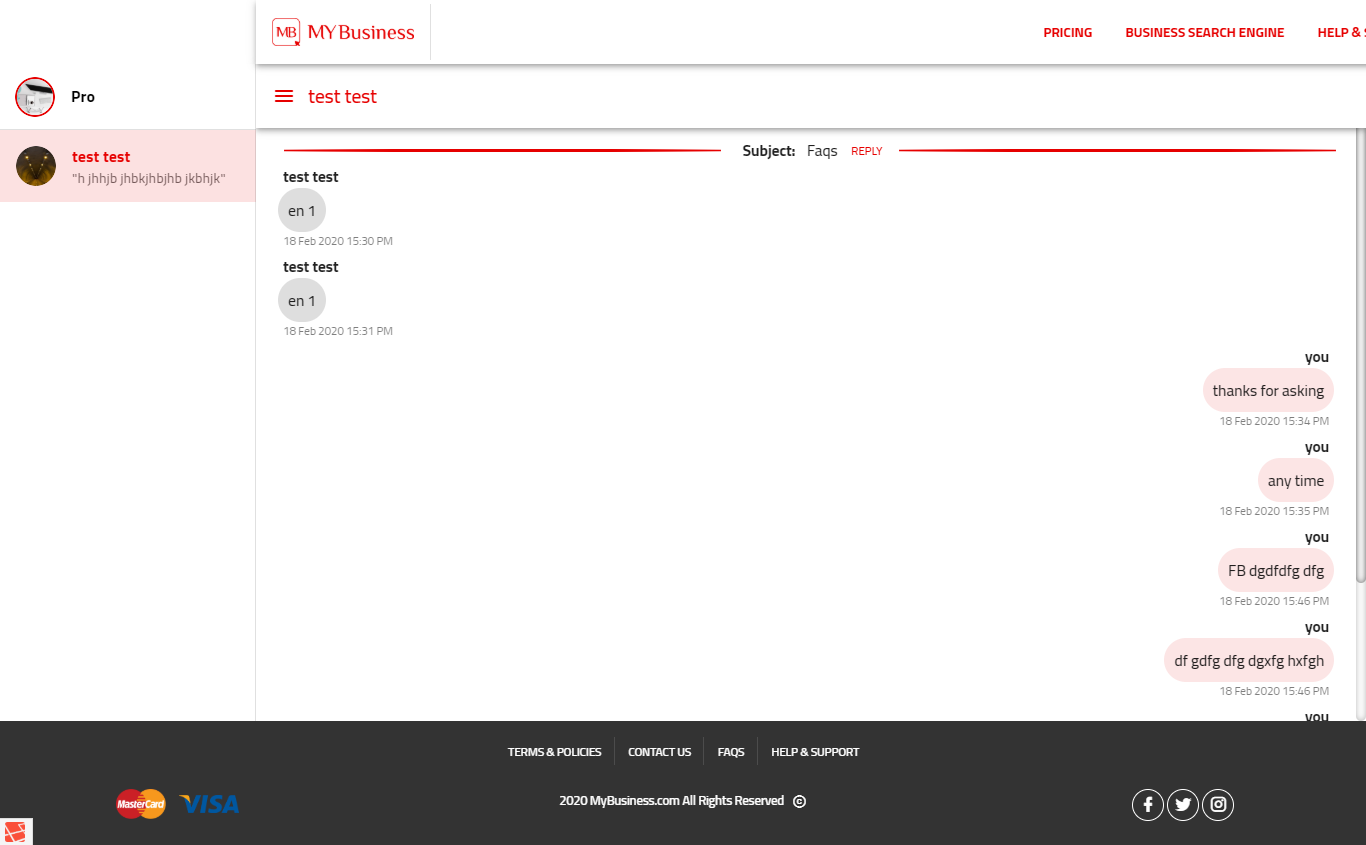 MB MYBusiness
PRICING BUSINESS SEARCH ENGINE HELP &
Pro
test test
test test
"h jhhjb jhbkjhbjhb jkbhjk"
Subject: Faqs REPLY
test test
en 1
18 Feb 2020 15:30 PM
test test
en 1
18 Feb 2020 15:31 PM
you
thanks for asking
18 Feb 2020 15:34 PM
you
any time
18 Feb 2020 15:35 PM
you
FB dgdfdfg dfg
18 Feb 2020 15:46 PM
you
df gdfg dfg dgxfg hxfgh
18 Feb 2020 15:46 PM
you
TERMS & POLICIES CONTACT US FAQS HELP & SUPPORT
MasterCard VISA
2020 MyBusiness.com All Rights Reserved ©